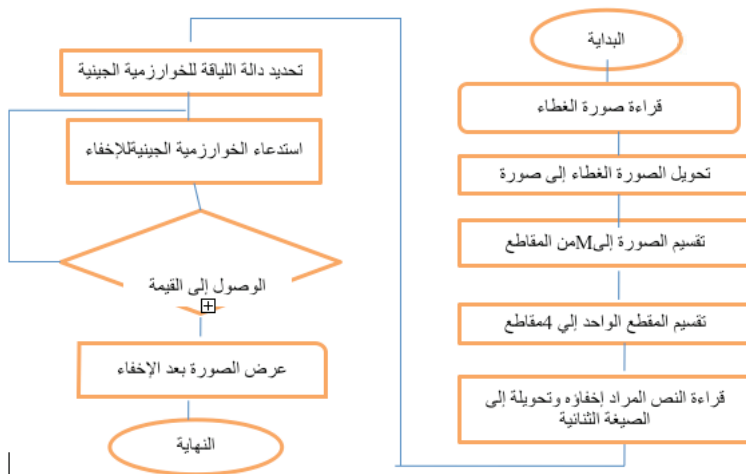 البداية
قراءة صورة الغطاء
تحويل الصورة الغطاء إلى صورة
تقسيم الصورة إلىMمن المقاطع
تقسيم المقطع الواحد إلي 4مقاطع
قراءة النص المراد إخفاؤه وتحويلة إلى
الصيغة الثنائية
تحديد دالة اللياقة للخوارزمية الجينية
استدعاء الخوارزمية الجينيةللإخفاء
الوصول إلى القيمة
عرض الصورة بعد الإخفاء
النهاية